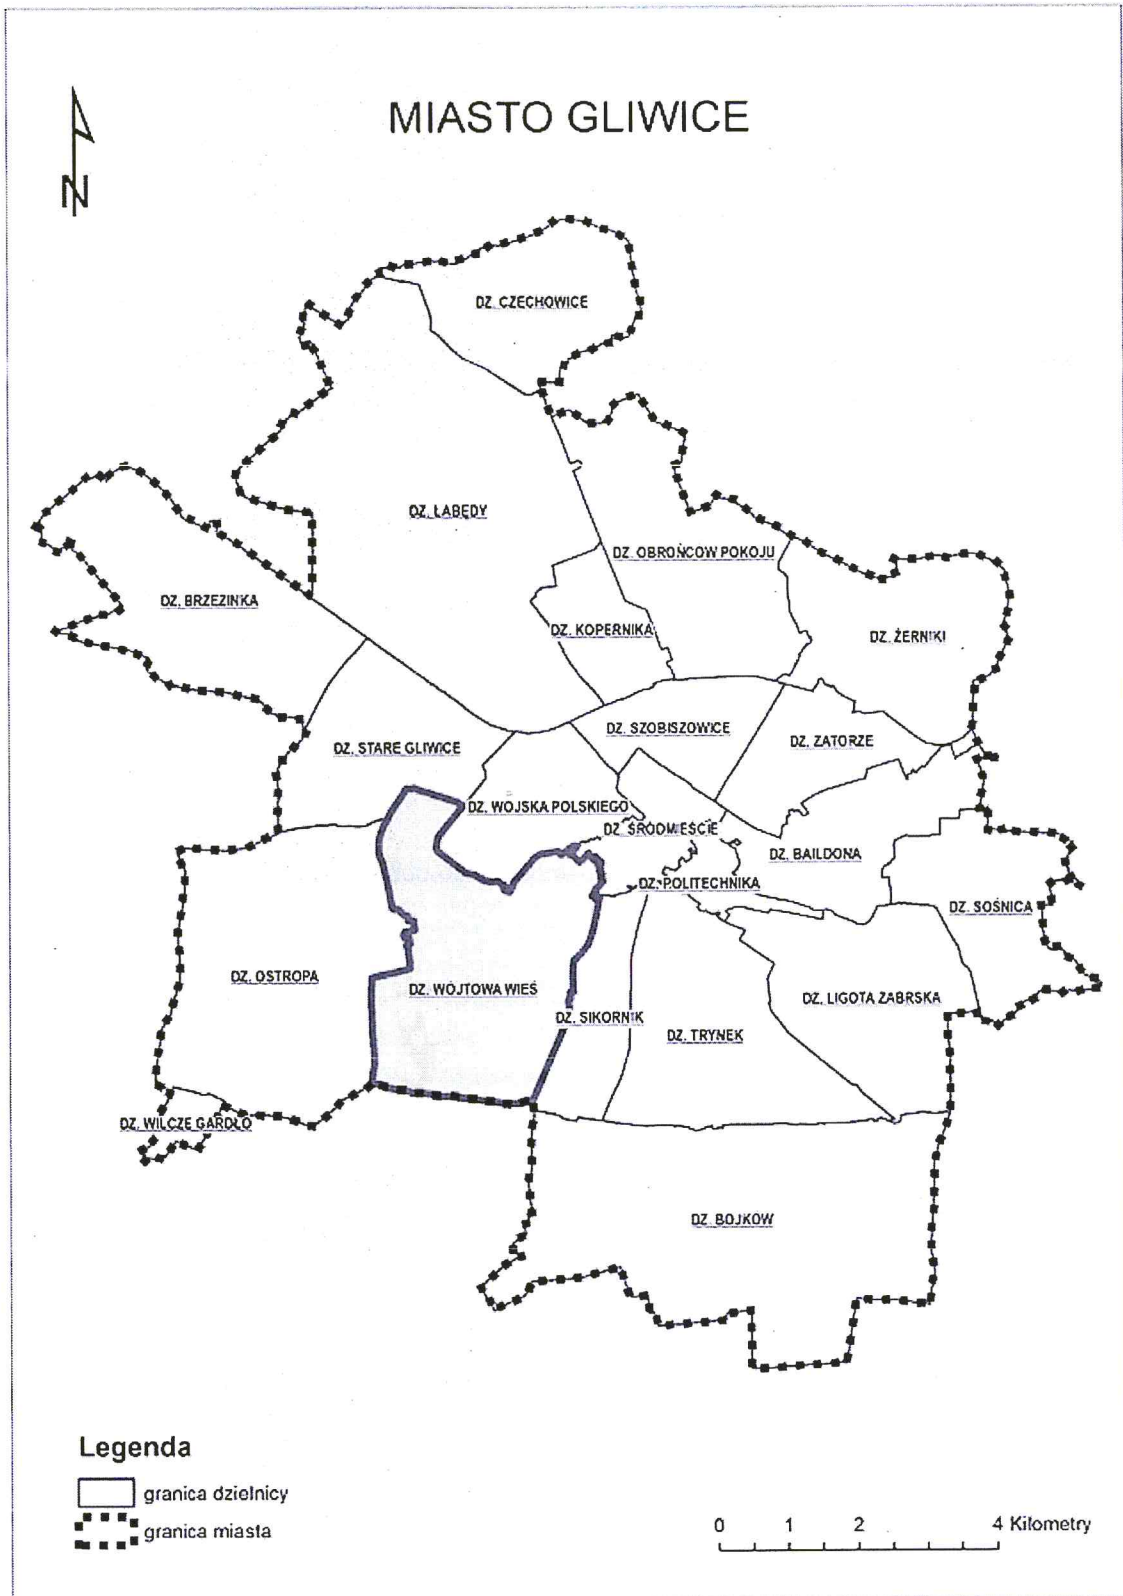 MIASTO GLIWICE
N
DZ. CZECHOWICE
DZ. ŁABĘDY
DZ. OBROŃCÓW POKOJU
DZ. BRZEZINKA
DZ. KOPERNIKA
DZ. ŻERNIKI
DZ. SZOBISZOWICE
DZ. ZATORZE
DZ. STARE GLIWICE
DZ. WOJSKA POLSKIEGO
DZ. ŚRÓDMIEŚCIE
DZ. BAILDONA
DZ. POLITECHNIKA
DZ. SOŚNICA
DZ. OSTROPA
DZ. WÓJTOWA WIEŚ
DZ. LIGOTA ZABRSKA
DZ. SIKORNIK
DZ. TRYNEK
DZ. WILCZE GARDŁO
DZ. BOJKÓW
Legenda
granica dzielnicy
granica miasta
0 1 2 4 Kilometry